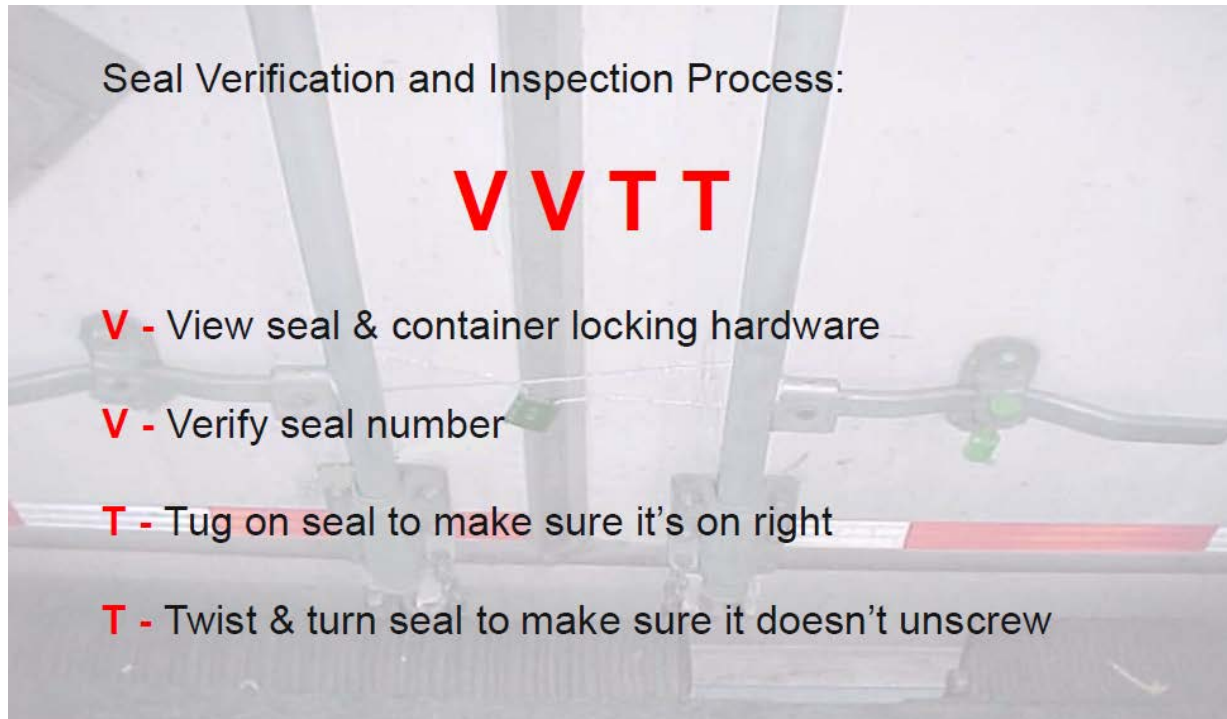 Seal Verification and Inspection Process:
V V T T
V - View seal & container locking hardware
V - Verify seal number
T - Tug on seal to make sure it's on right
T - Twist & turn seal to make sure it doesn't unscrew